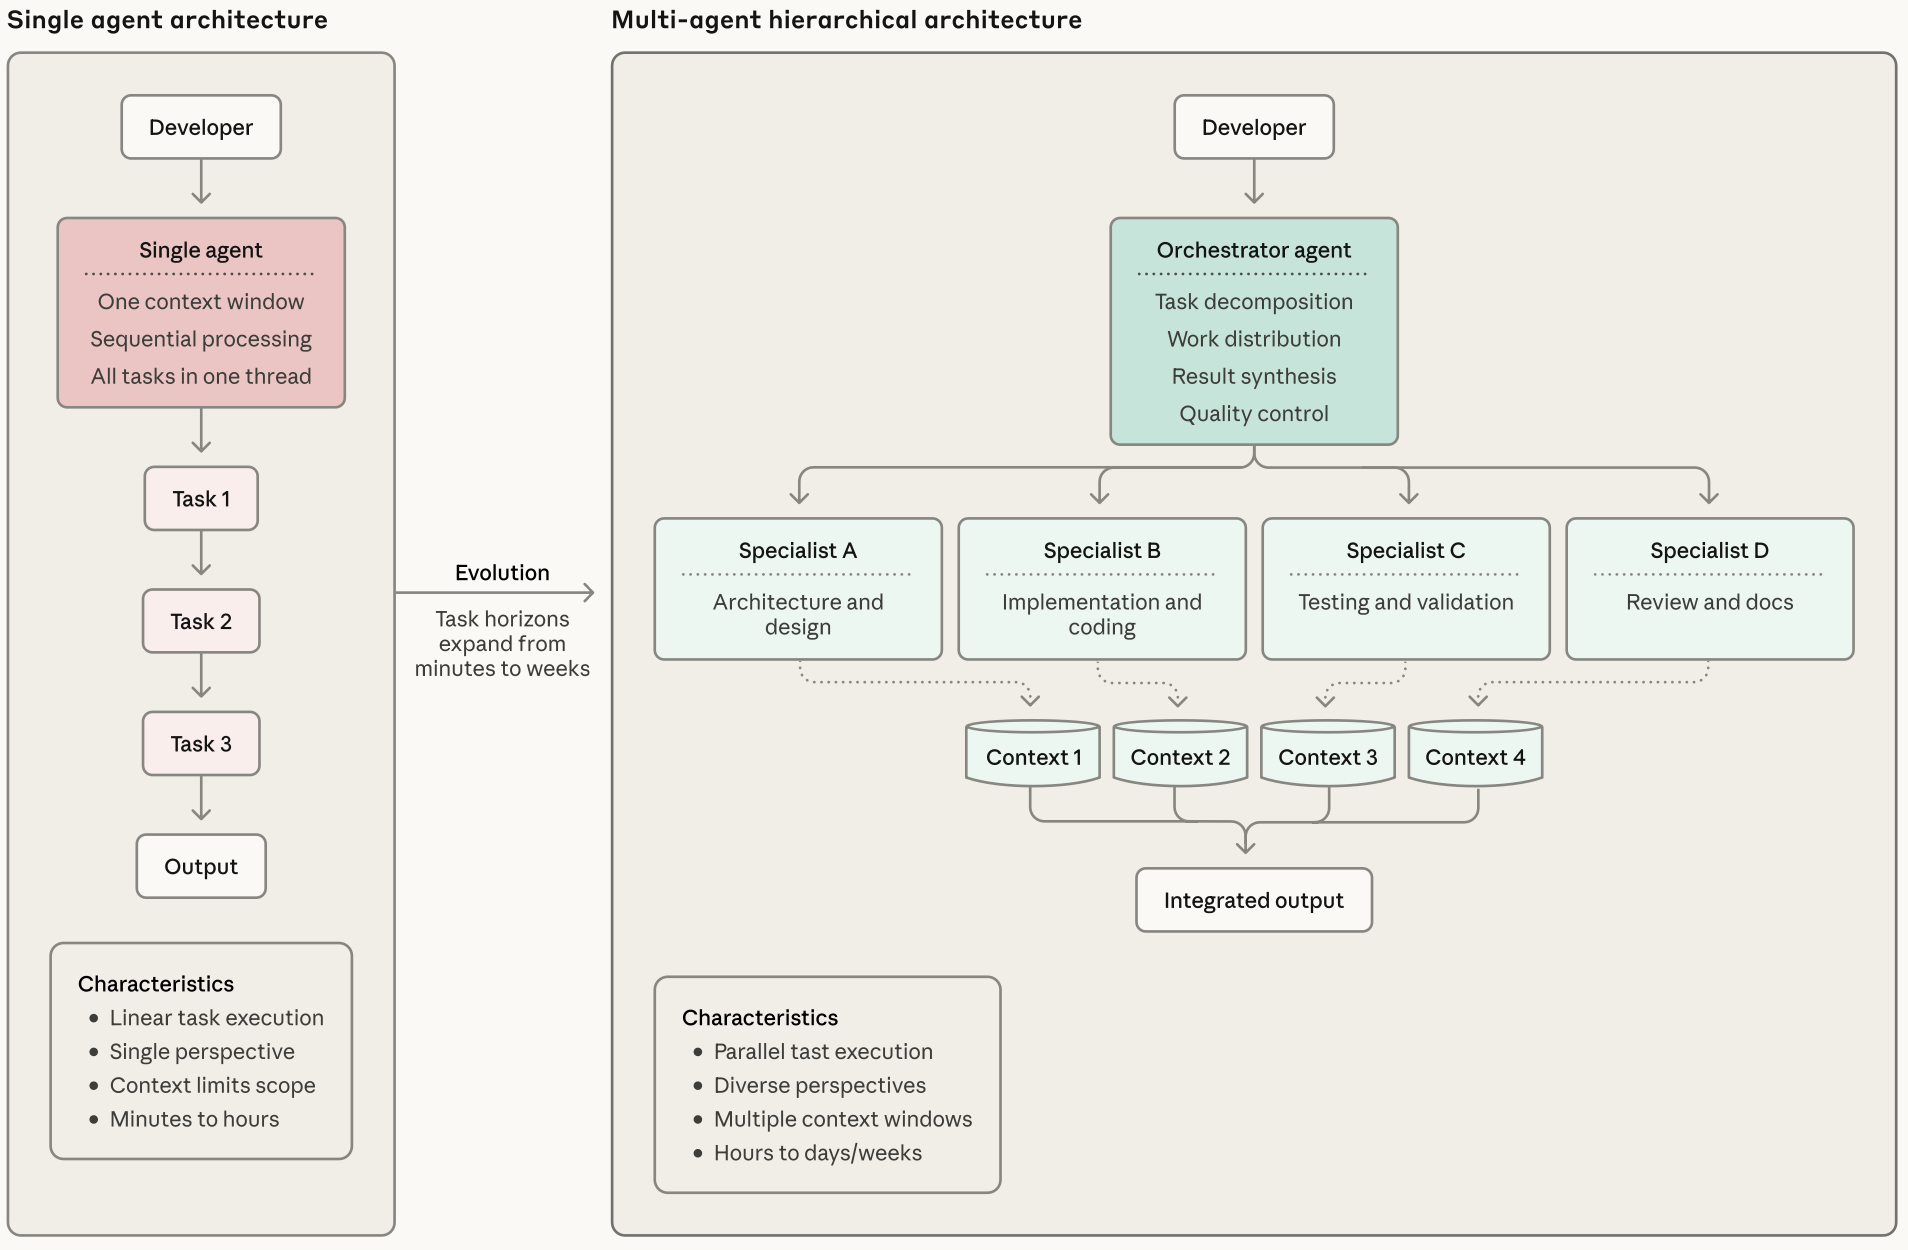 Single agent architecture
Developer
Single agent
One context window
Sequential processing
All tasks in one thread
Task 1
Task 2
Task 3
Output
Characteristics
Linear task execution
Single perspective
Context limits scope
Minutes to hours
Evolution
Task horizons
expand from
minutes to weeks
Multi-agent hierarchical architecture
Developer
Orchestrator agent
Task decomposition
Work distribution
Result synthesis
Quality control
Specialist A
Architecture and
design
Specialist B
Implementation and
coding
Specialist C
Testing and validation
Specialist D
Review and docs
Context 1
Context 2
Context 3
Context 4
Integrated output
Characteristics
Parallel tast execution
Diverse perspectives
Multiple context windows
Hours to days/weeks